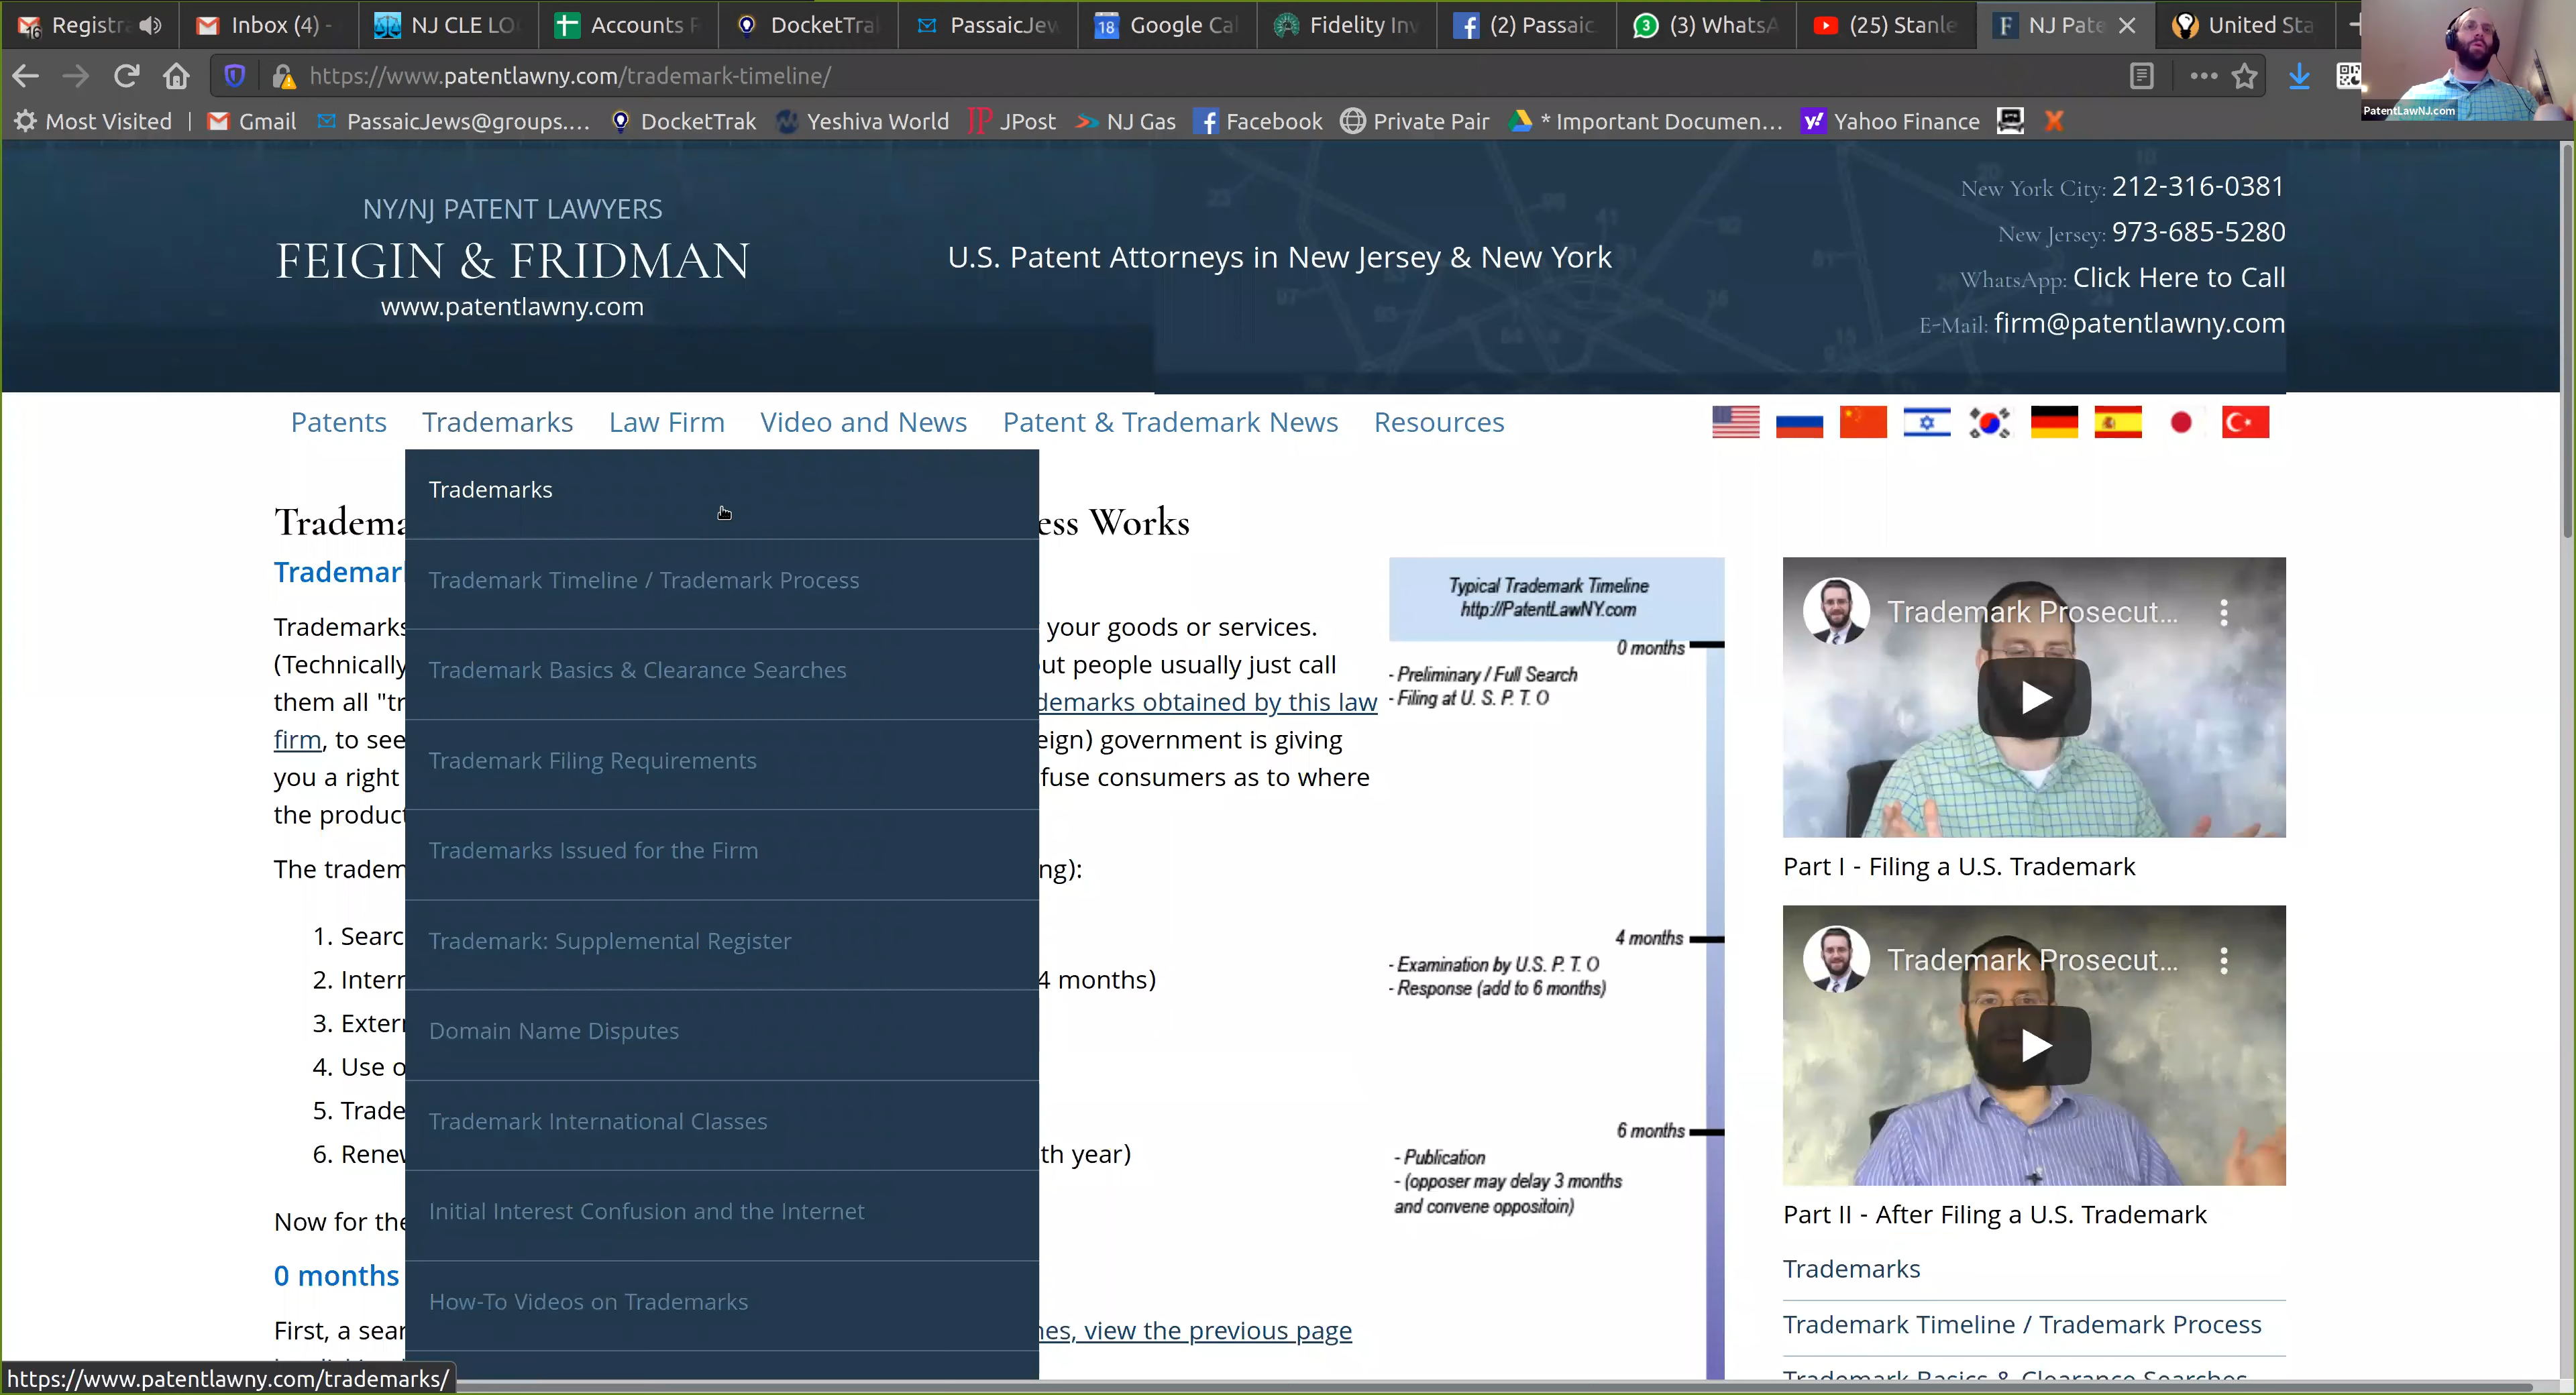 Registra
Inbox (4) -
NJ CLE LO
Accounts R
DocketTra
PassaicJew
Google Cal
Fidelity Inv
(2) Passaic
(3) WhatsA
(25) Stanle
NJ Pate
United Sta
https://www.patentlawny.com/trademark-timeline/
PatentLawNJ.com
Most Visited
Gmail
PassaicJews@groups....
DocketTrak
Yeshiva World
JPost
NJ Gas
Facebook
Private Pair
* Important Documen...
Yahoo Finance
NY/NJ PATENT LAWYERS
FEIGIN & FRIDMAN
www.patentlawny.com
U.S. Patent Attorneys in New Jersey & New York
New York City: 212-316-0381
New Jersey: 973-685-5280
WhatsApp: Click Here to Call
E-Mail: firm@patentlawny.com
Patents
Trademarks
Law Firm
Video and News
Patent & Trademark News
Resources
Trademarks
Trademark Timeline / Trademark Process
Trademark Basics & Clearance Searches
Trademark Filing Requirements
Trademarks Issued for the Firm
Trademark: Supplemental Register
Domain Name Disputes
Trademark International Classes
Initial Interest Confusion and the Internet
How-To Videos on Trademarks
Tradema ess Works
Tradema
Trademarks your goods or services.
(Technically ut people usually just call
them all "tr demarks obtained by this law
firm, to see eign) government is giving
you a right fuse consumers as to where
the product
The tradem ng):
1. Searc
2. Intern 4 months)
3. Exter
4. Use o
5. Trade
6. Renew th year)
Now for the
0 months
First, a sear nes, view the previous page
Typical Trademark Timeline
http://PatentLawNY.com
0 months
- Preliminary / Full Search
- Filing at U. S. P. T. O
4 months
- Examination by U.S. P. T. O
- Response (add to 6 months)
6 months
- Publication
- (opposer may delay 3 months
and convene oppositoin)
Trademark Prosecut...
Part I - Filing a U.S. Trademark
Trademark Prosecut...
Part II - After Filing a U.S. Trademark
Trademarks
Trademark Timeline / Trademark Process
Trademark Basics & Clearance Searches
https://www.patentlawny.com/trademarks/